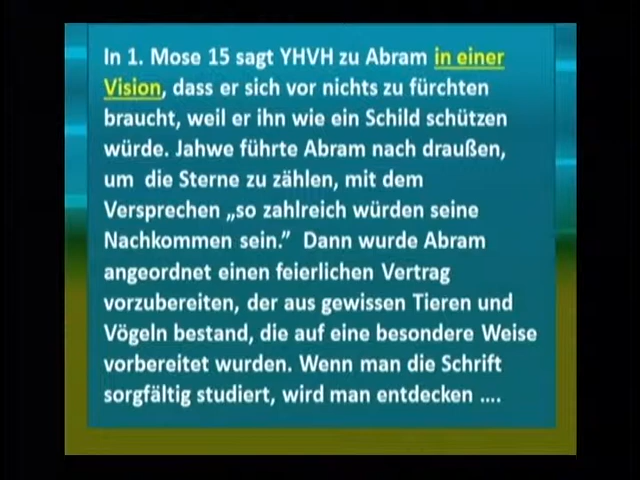 In 1. Mose 15 sagt YHVH zu Abram in einer
Vision, dass er sich vor nichts zu fürchten
braucht, weil er ihn wie ein Schild schützen
würde. Jahwe führte Abram nach draußen,
um  die Sterne zu zählen, mit dem
Versprechen „so zahlreich würden seine
Nachkommen sein.”  Dann wurde Abram
angeordnet einen feierlichen Vertrag
vorzubereiten, der aus gewissen Tieren und
Vögeln bestand, die auf eine besondere Weise
vorbereitet wurden. Wenn man die Schrift
sorgfältig studiert, wird man entdecken ....